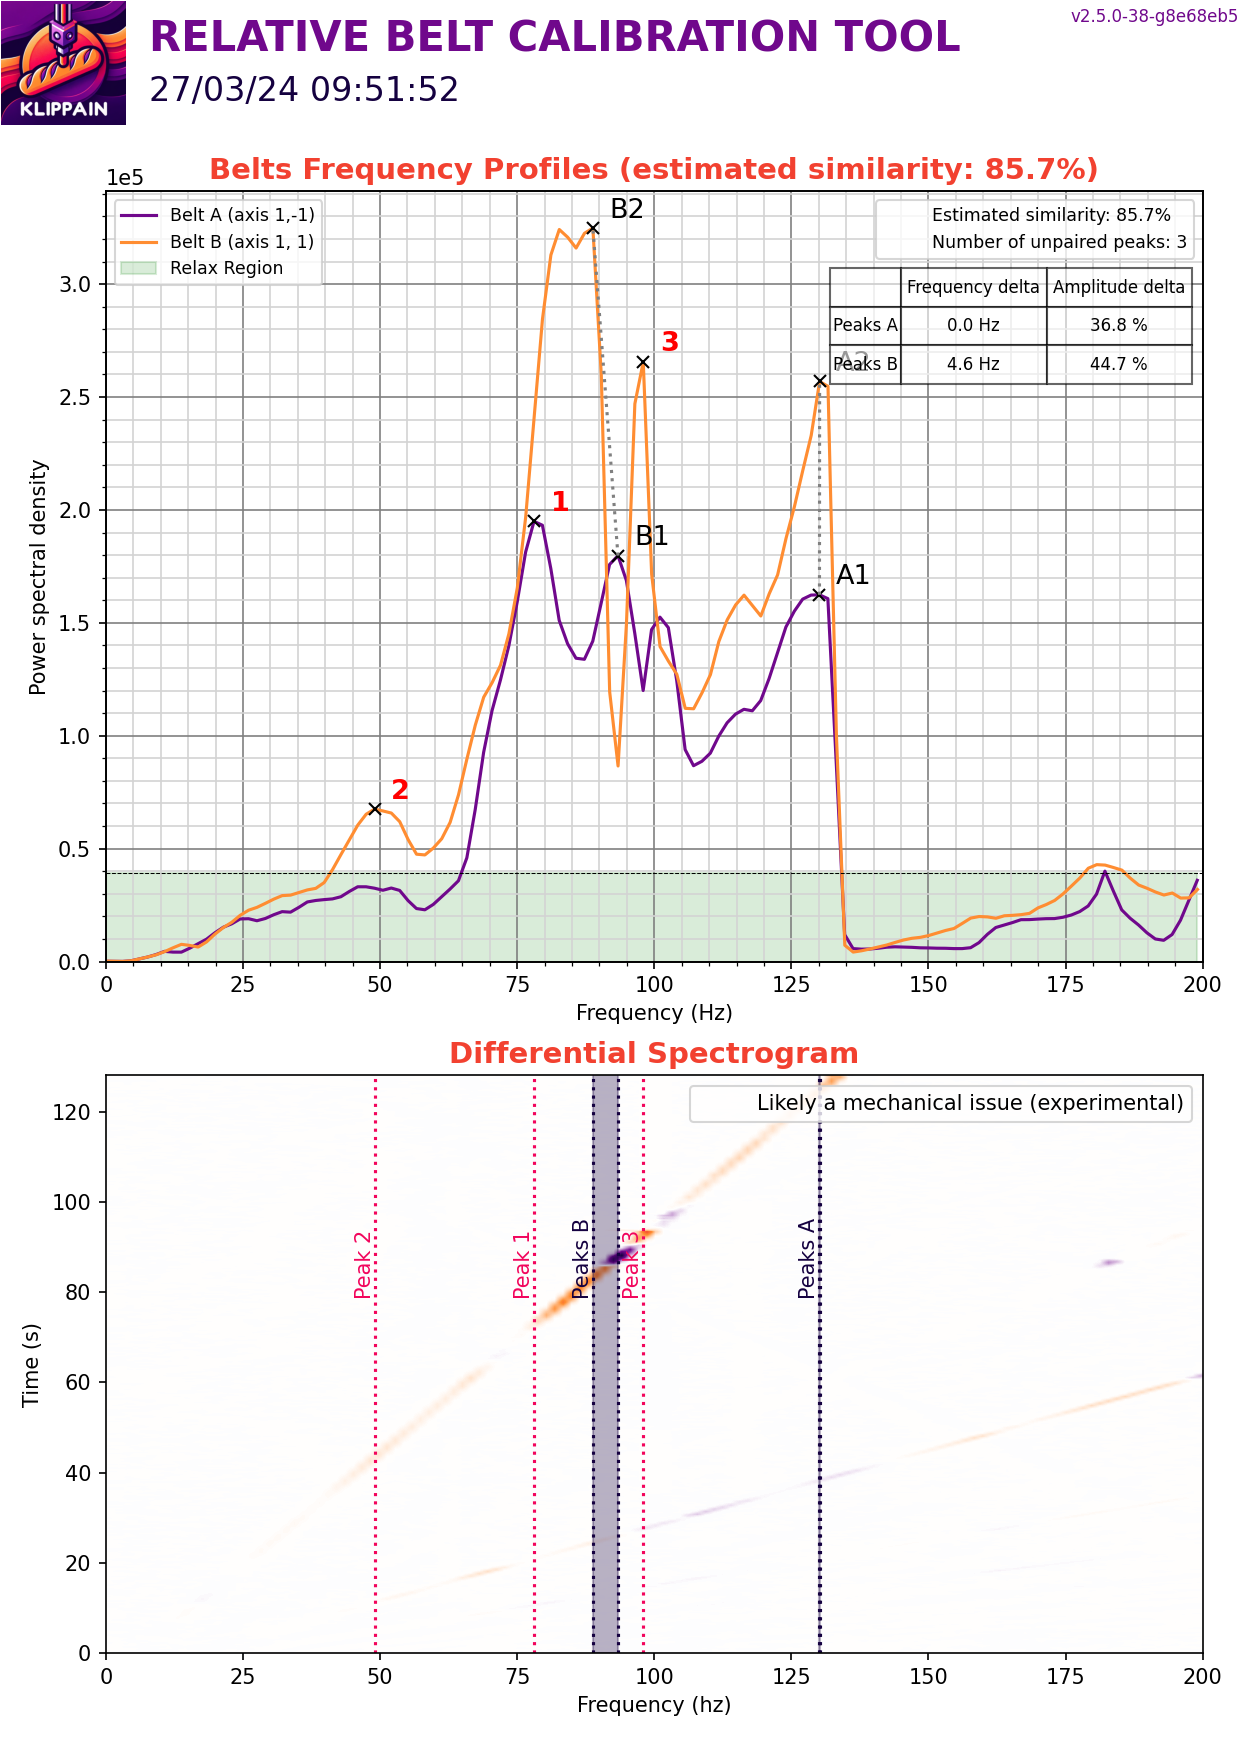 v2.5.0-38-g8e68eb5
RELATIVE BELT CALIBRATION TOOL
27/03/24 09:51:52
KLIPPAIN
Belts Frequency Profiles (estimated similarity: 85.7%)
1e5
Belt A (axis 1,-1)
Belt B (axis 1, 1)
Relax Region
Estimated similarity: 85.7%
Number of unpaired peaks: 3
Frequency delta Amplitude delta
Peaks A 0.0 Hz 36.8 %
Peaks B 4.6 Hz 44.7 %
B2
3
A2
1
B1
A1
2
Power spectral density
3.0
2.5
2.0
1.5
1.0
0.5
0.0
0 25 50 75 100 125 150 175 200
Frequency (Hz)
Differential Spectrogram
Likely a mechanical issue (experimental)
Peak 2
Peak 1
Peaks B
Peak 3
Peaks A
Time (s)
120
100
80
60
40
20
0
0 25 50 75 100 125 150 175 200
Frequency (hz)